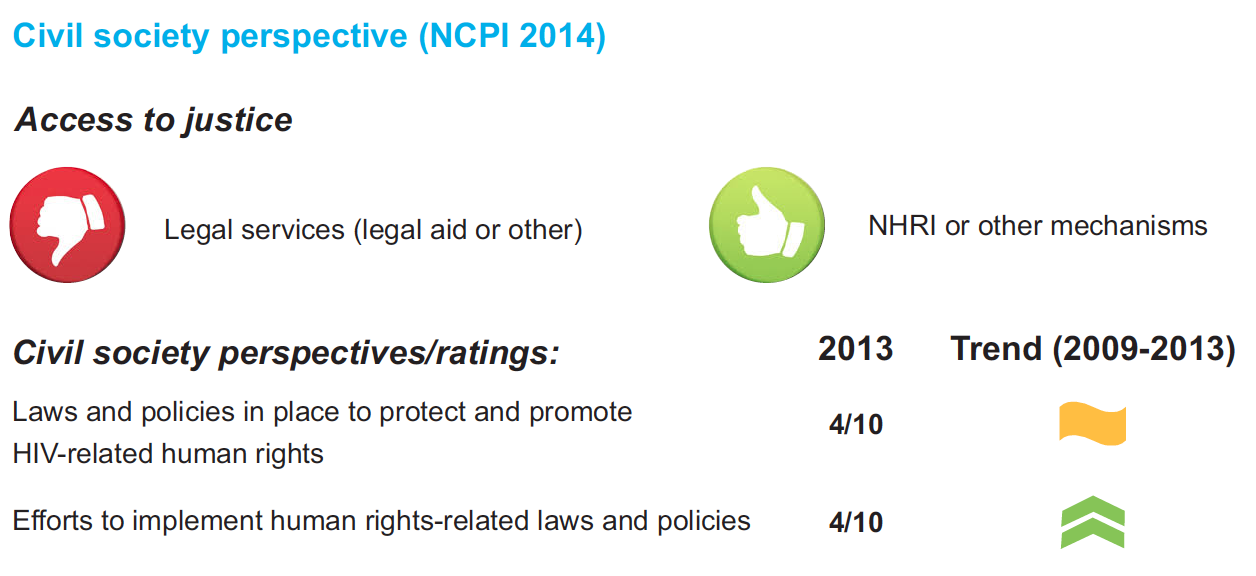 Civil society perspective (NCPI 2014)
Access to justice
Legal services (legal aid or other)
NHRI or other mechanisms
Civil society perspectives/ratings:
2013
Trend (2009-2013)
Laws and policies in place to protect and promote
HIV-related human rights
4/10
Efforts to implement human rights-related laws and policies
4/10